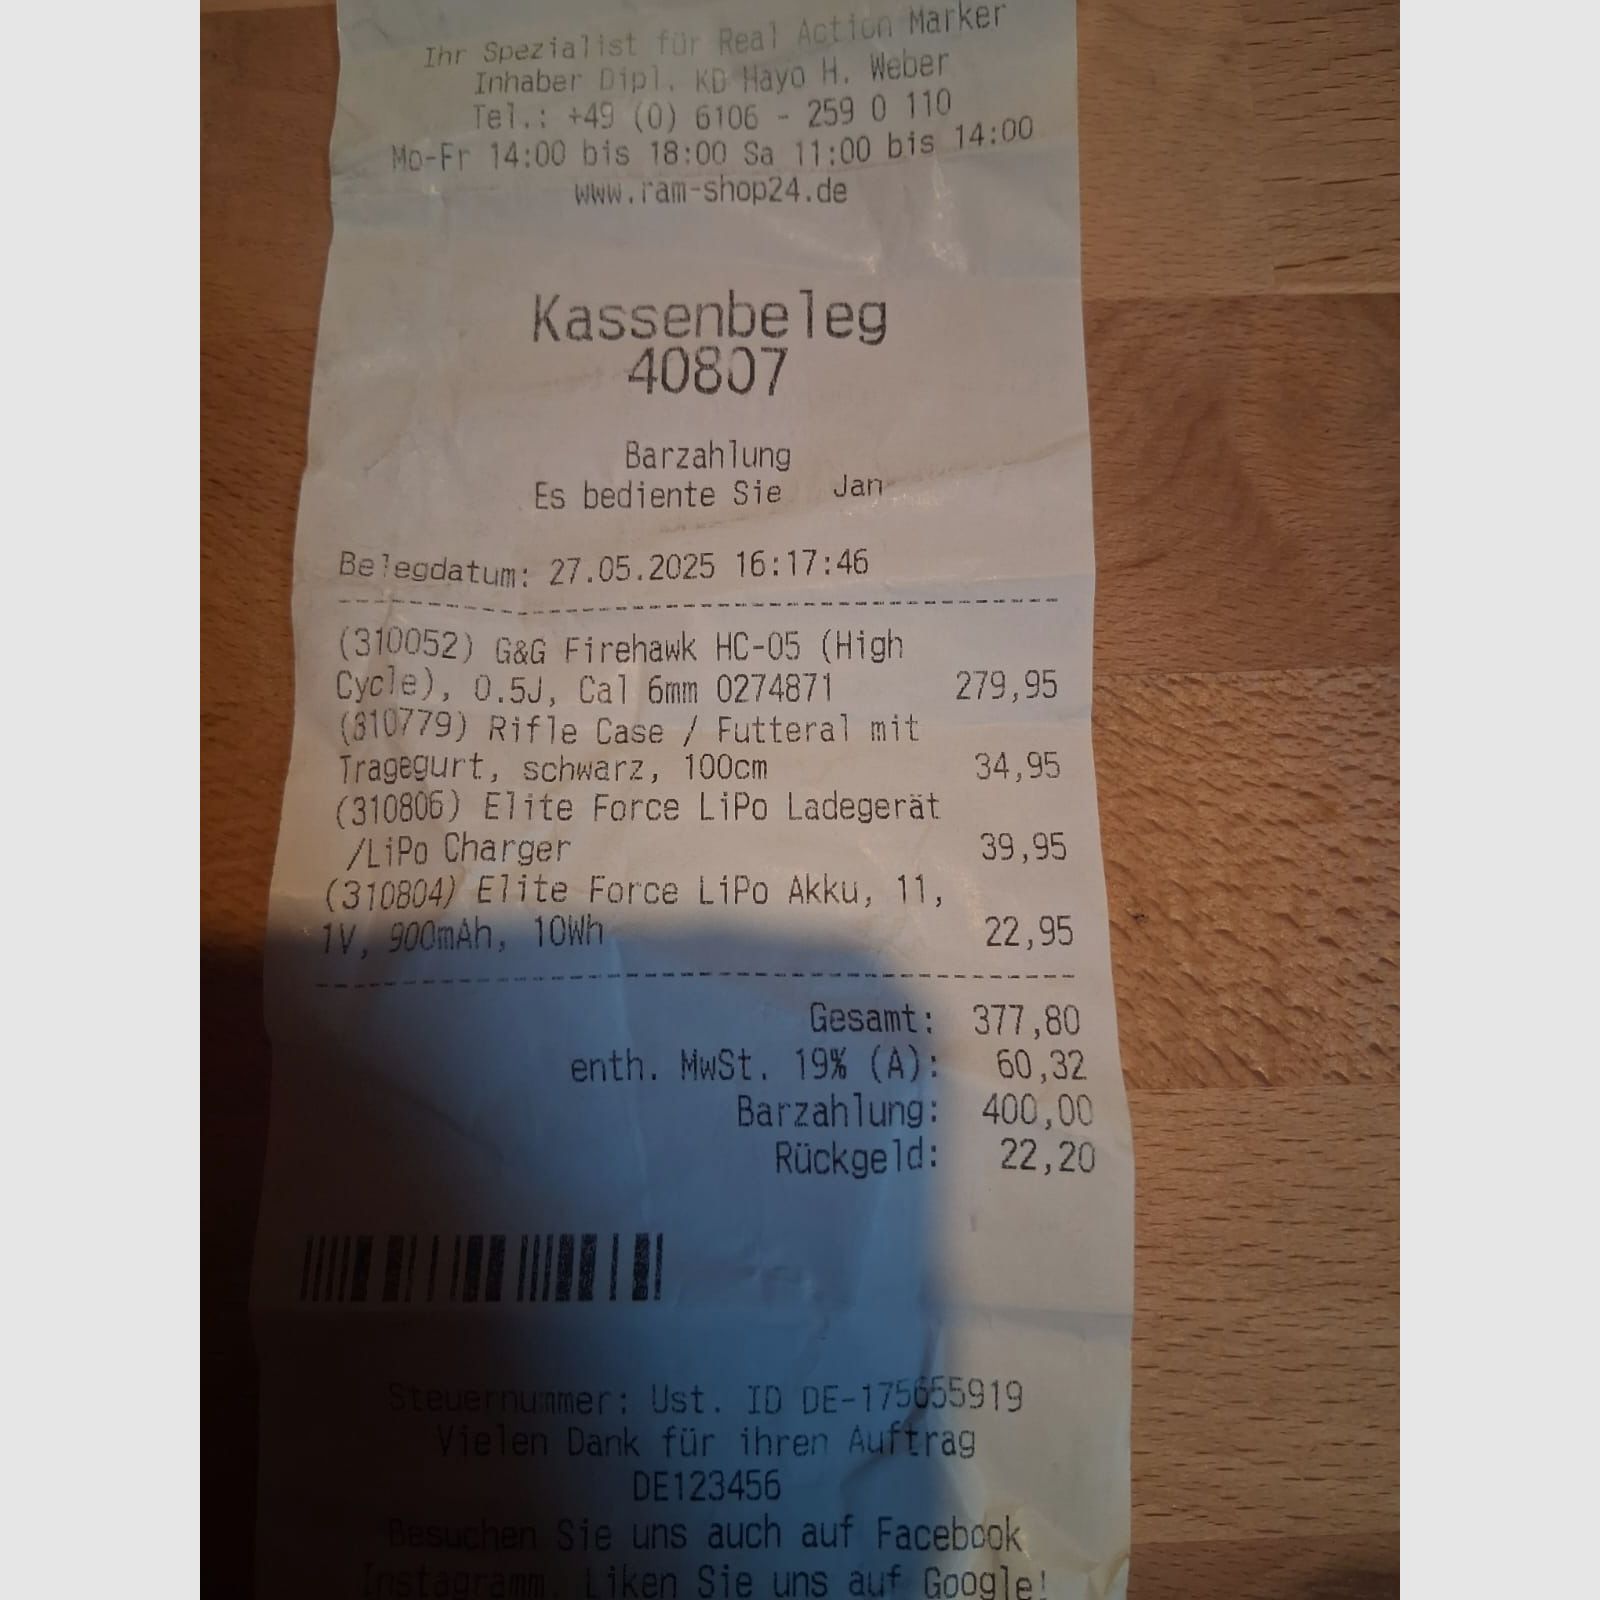 Ihr Spezialist für Real Action Marker
Inhaber Dipl. KD Hayo H. Weber
Tel.: +49 (0) 6106 - 259 0 110
Mo-Fr 14:00 bis 18:00 Sa 11:00 bis 14:00
www.ram-shop24.de
Kassenbeleg
40807
Barzahlung
Es bediente Sie Jan
Belegdatum: 27.05.2025 16:17:46
(310052) G&G Firehawk HC-05 (High
Cycle), 0.5J, Cal 6mm 0274871 279,95
(310779) Rifle Case / Futteral mit
Tragegurt, schwarz, 100cm 34,95
(310806) Elite Force LiPo Ladegerät
/LiPo Charger 39,95
(310804) Elite Force LiPo Akku, 11,
1V, 900mAh, 10Wh 22,95
Gesamt: 377,80
enth. MwSt. 19% (A): 60,32
Barzahlung: 400,00
Rückgeld: 22,20
Steuernummer: Ust. ID DE-175655919
Vielen Dank für ihren Auftrag
DE123456
Besuchen Sie uns auch auf Facebook
Instagramm, Liken Sie uns auf Google!